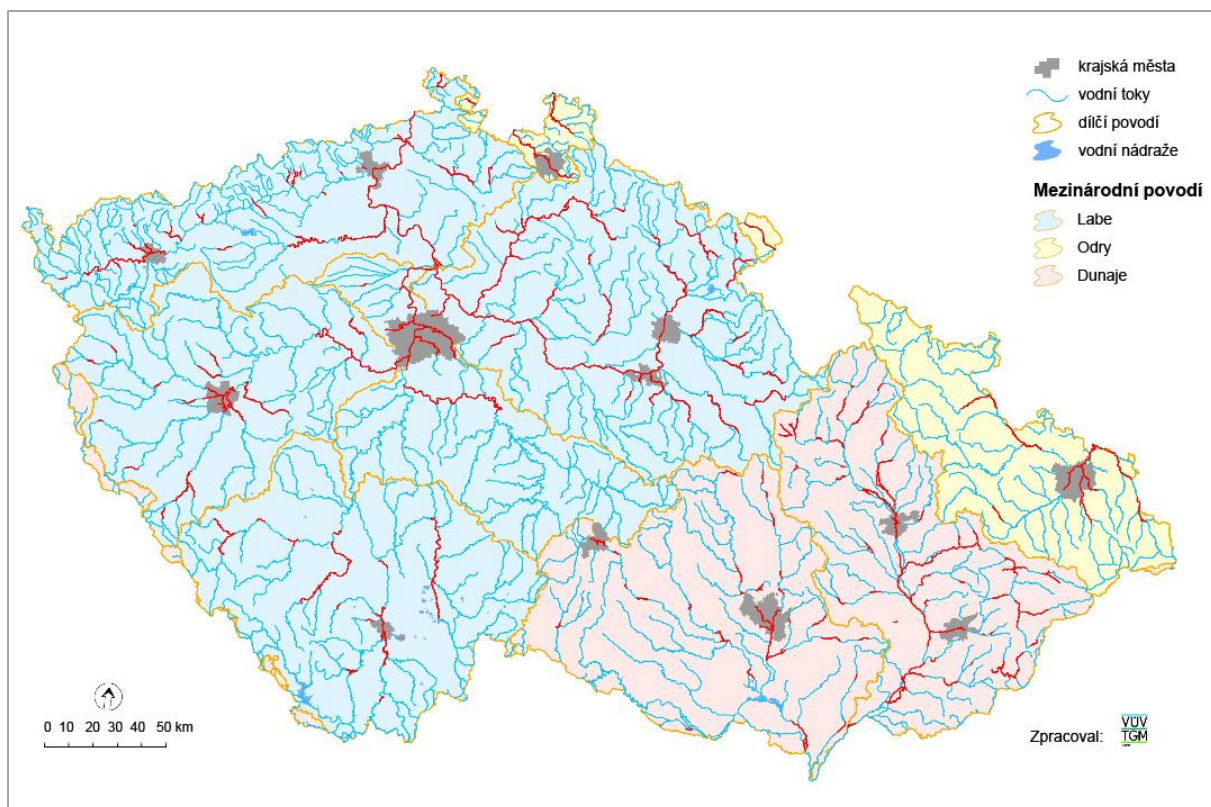 krajská města
vodní toky
dílčí povodí
vodní nádraže
Mezinárodní povodí
Labe
Odry
Dunaje
0 10 20 30 40 50 km
Zpracoval:
VÚV
TGM